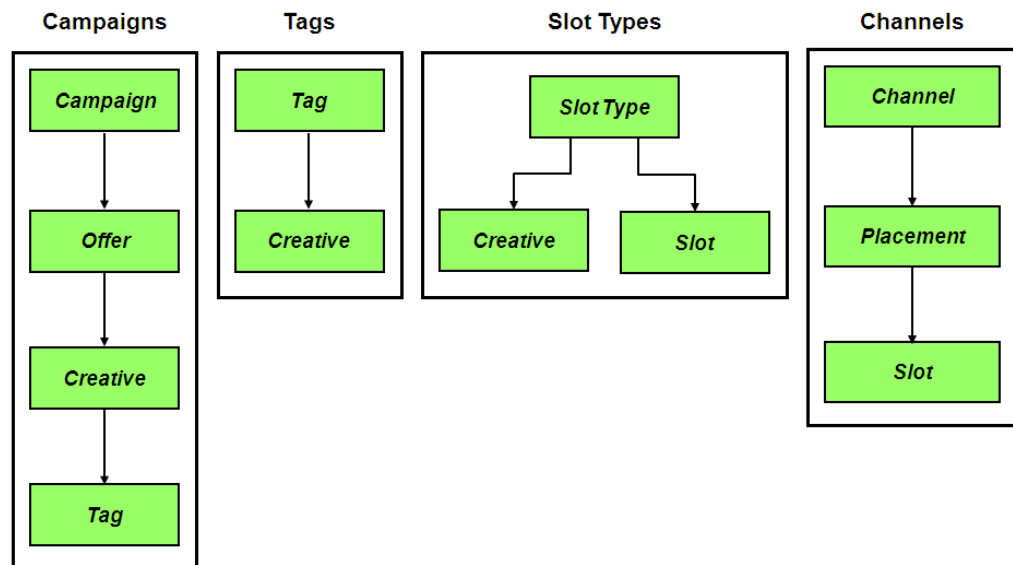 Campaigns
Tags
Slot Types
Channels
Campaign
Offer
Creative
Tag
Tag
Creative
Slot Type
Creative
Slot
Channel
Placement
Slot